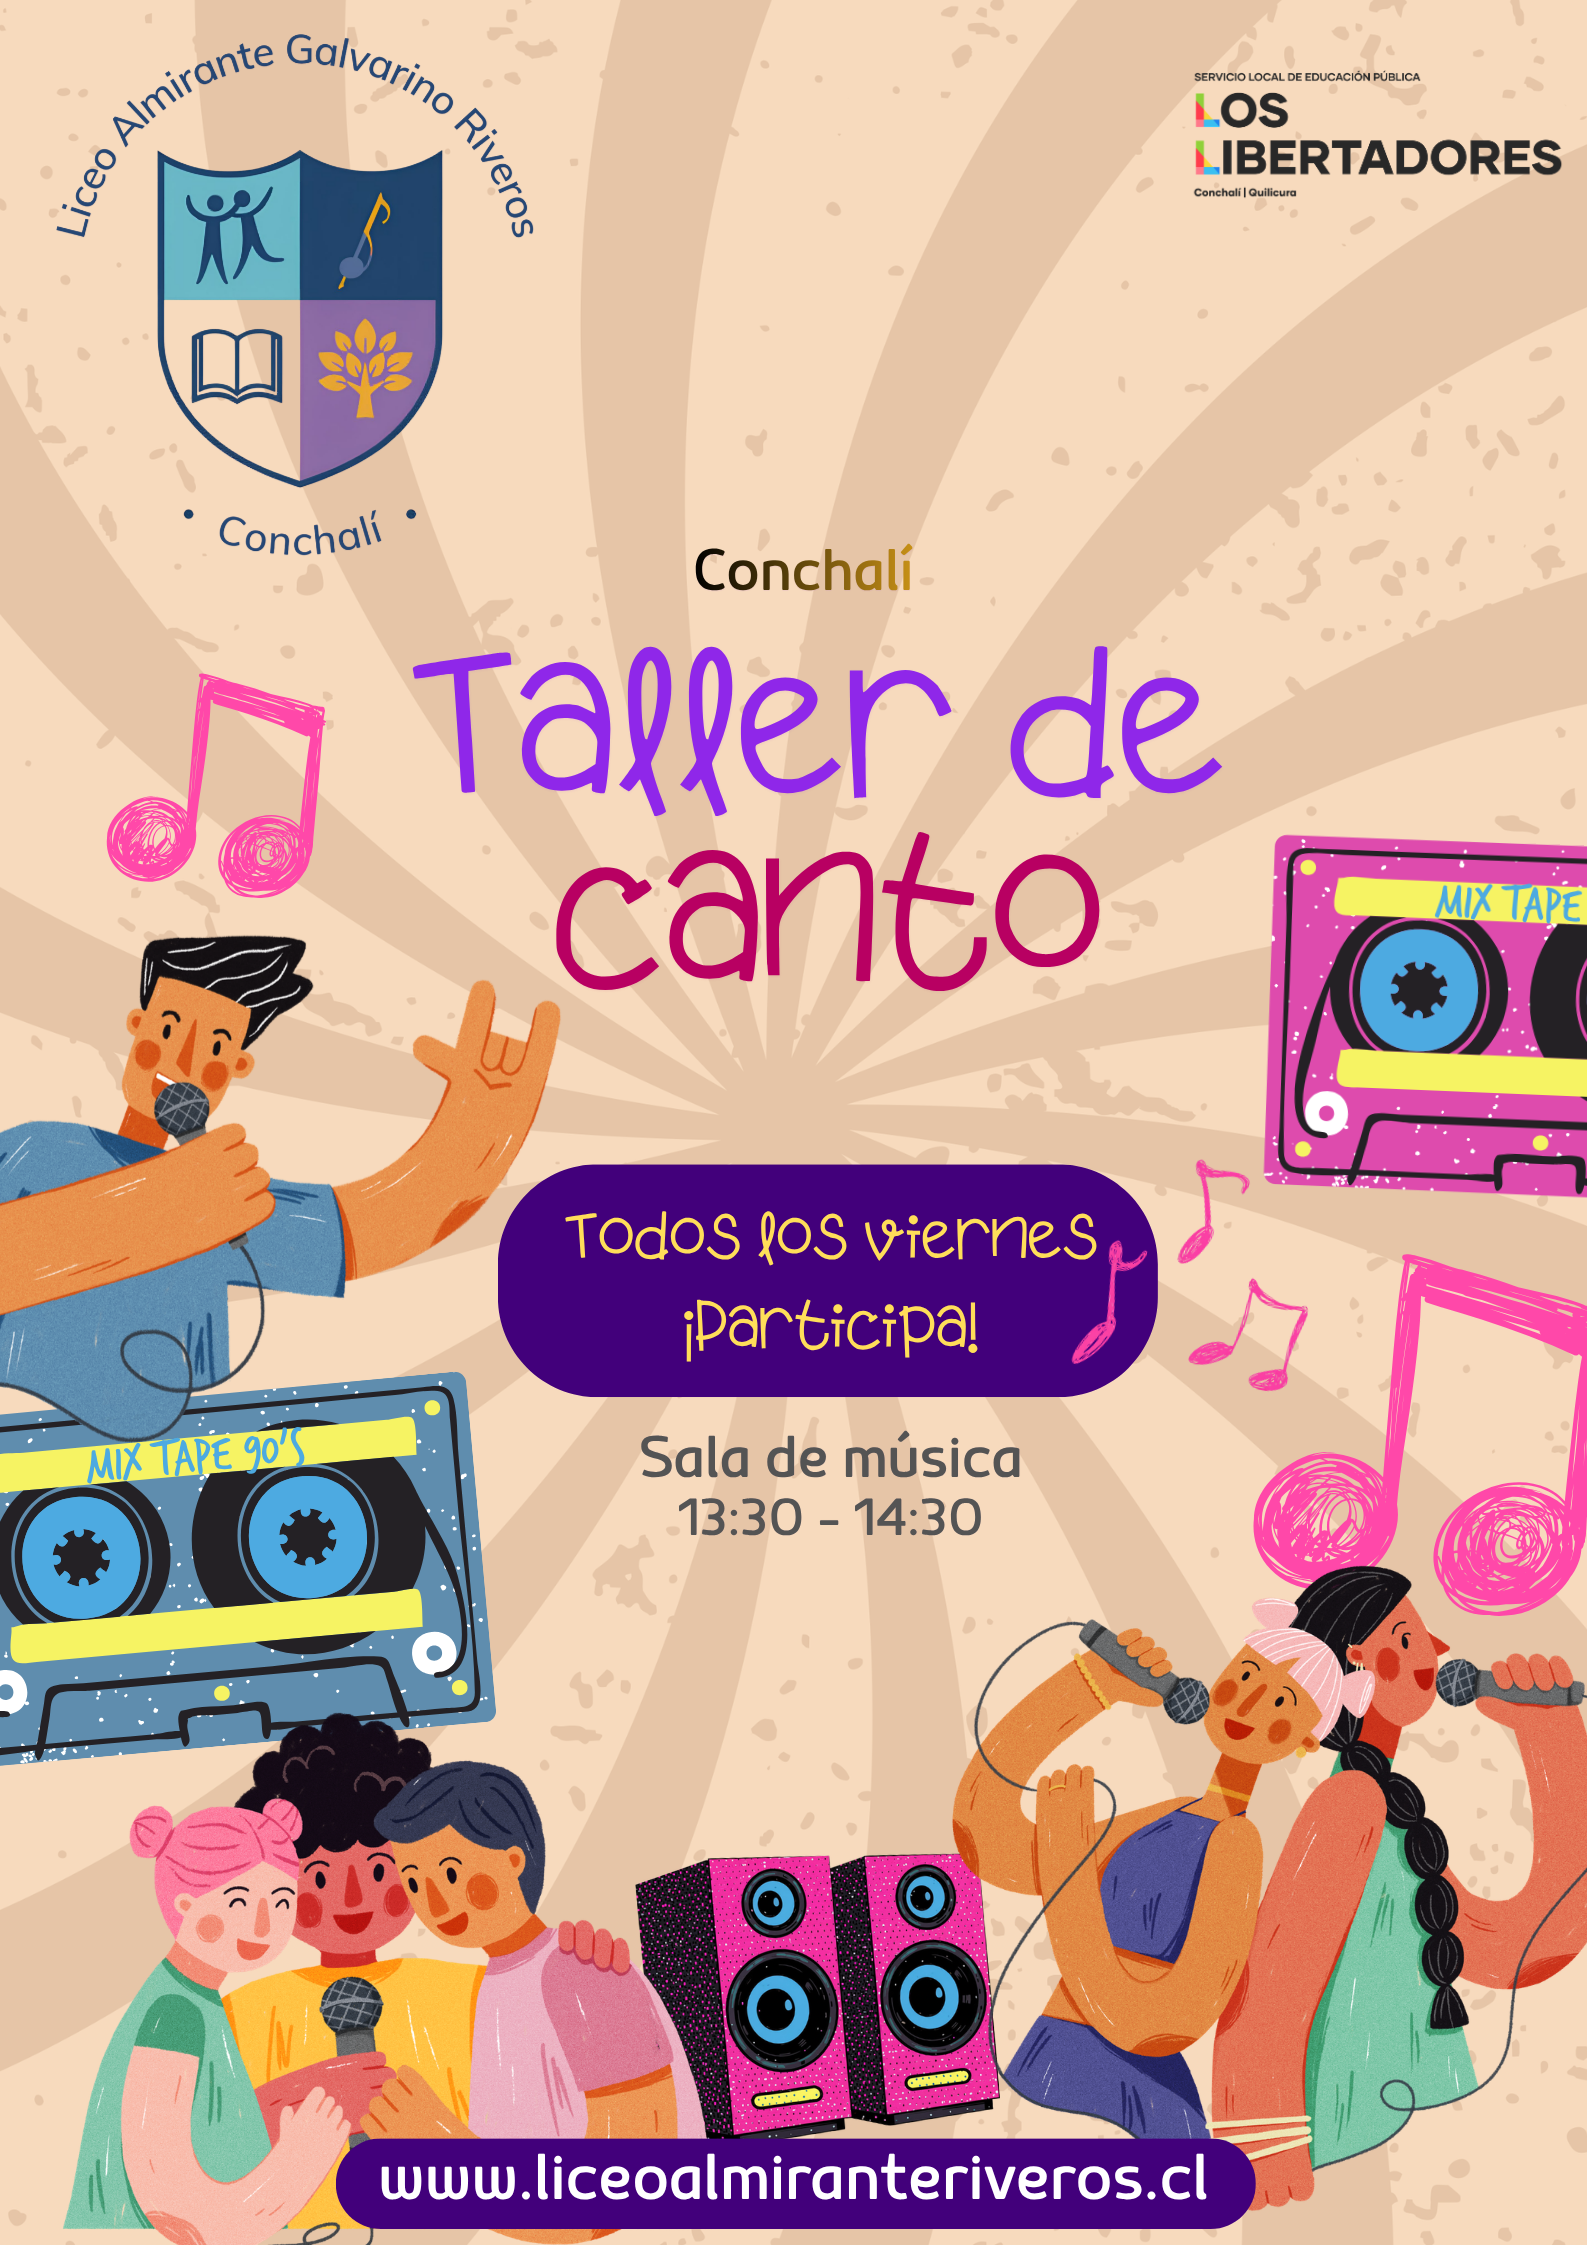 Liceo Almirante Galvarino Riveros
• Conchalí •
SERVICIO LOCAL DE EDUCACIÓN PÚBLICA
LOS
LIBERTADORES
Conchalí | Quilicura
Conchalí
Taller de
canto
MIX TAPE
Todos los viernes
¡Participa!
Sala de música
13:30 - 14:30
MIX TAPE 90'S
www.liceoalmiranteriveros.cl